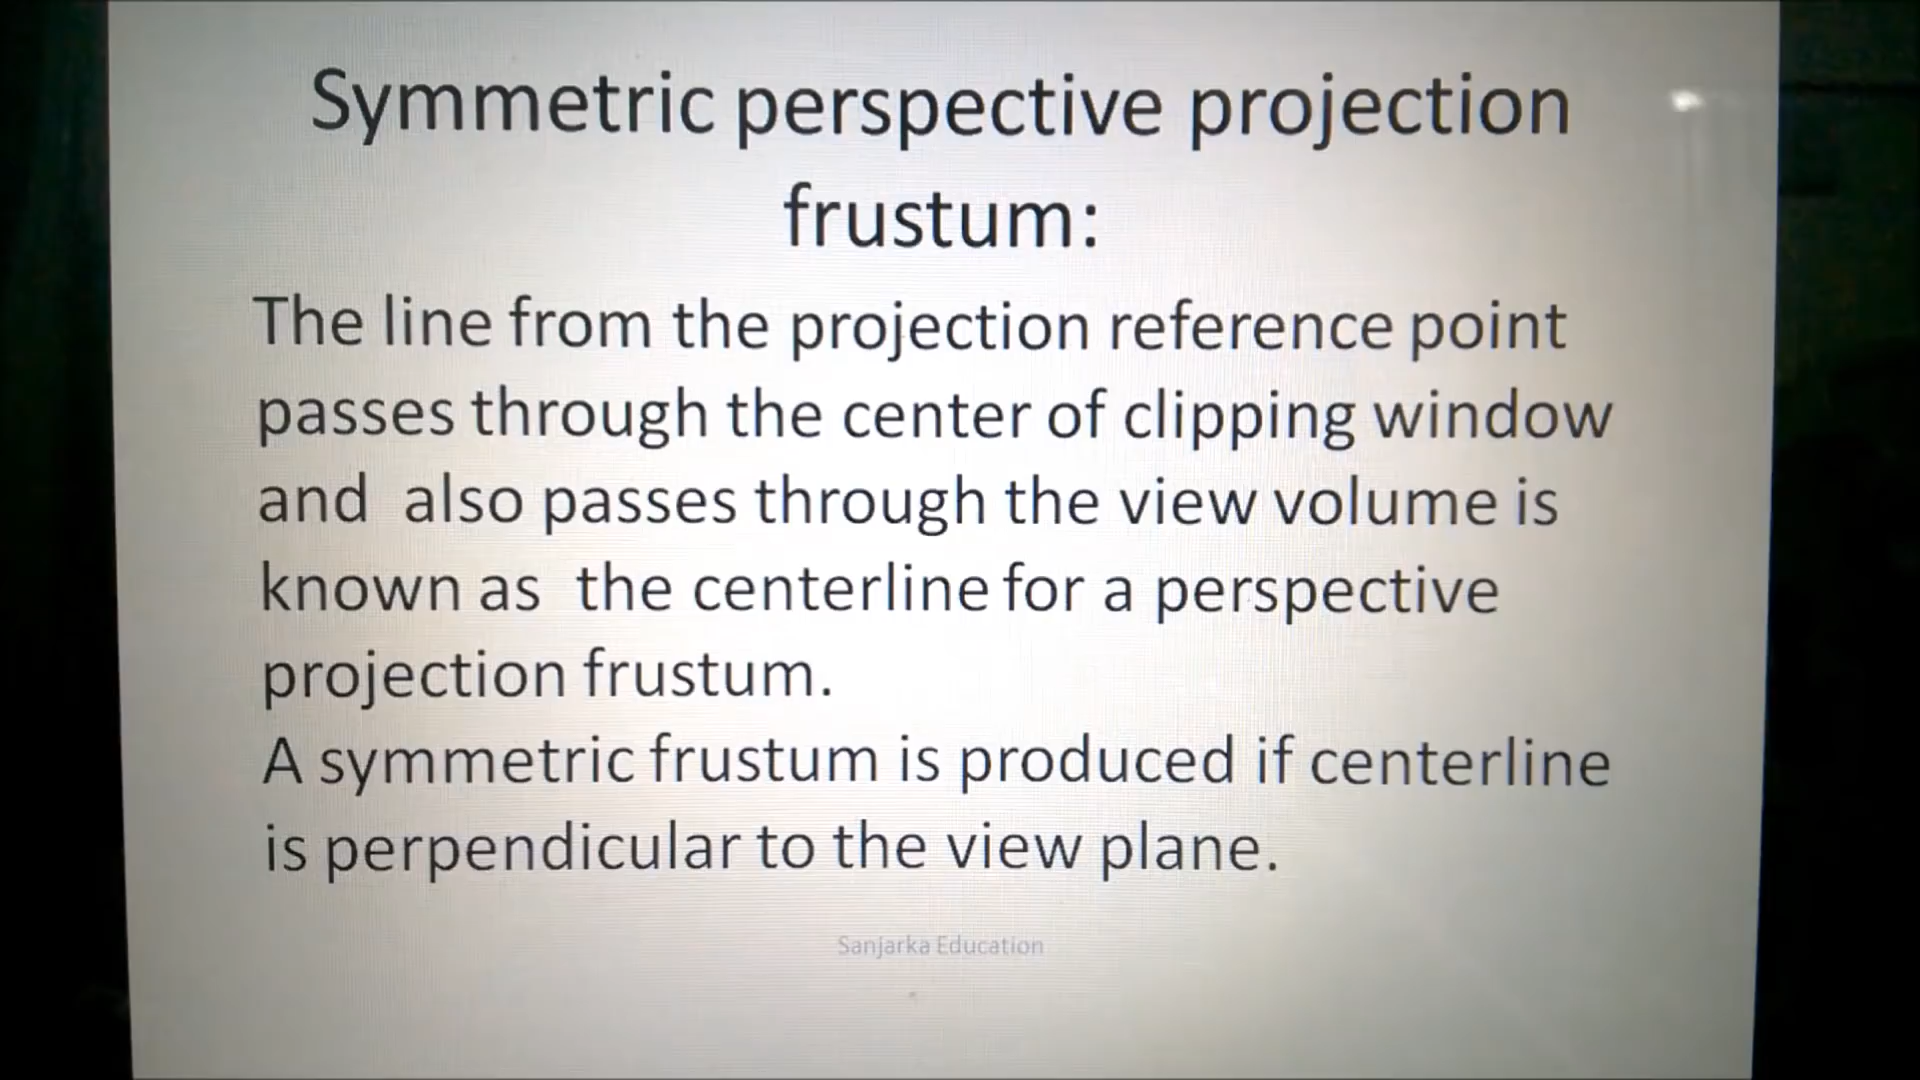 Symmetric perspective projection
frustum:
The line from the projection reference point
passes through the center of clipping window
and also passes through the view volume is
known as the centerline for a perspective
projection frustum.
A symmetric frustum is produced if centerline
is perpendicular to the view plane.
Sanjarka Education